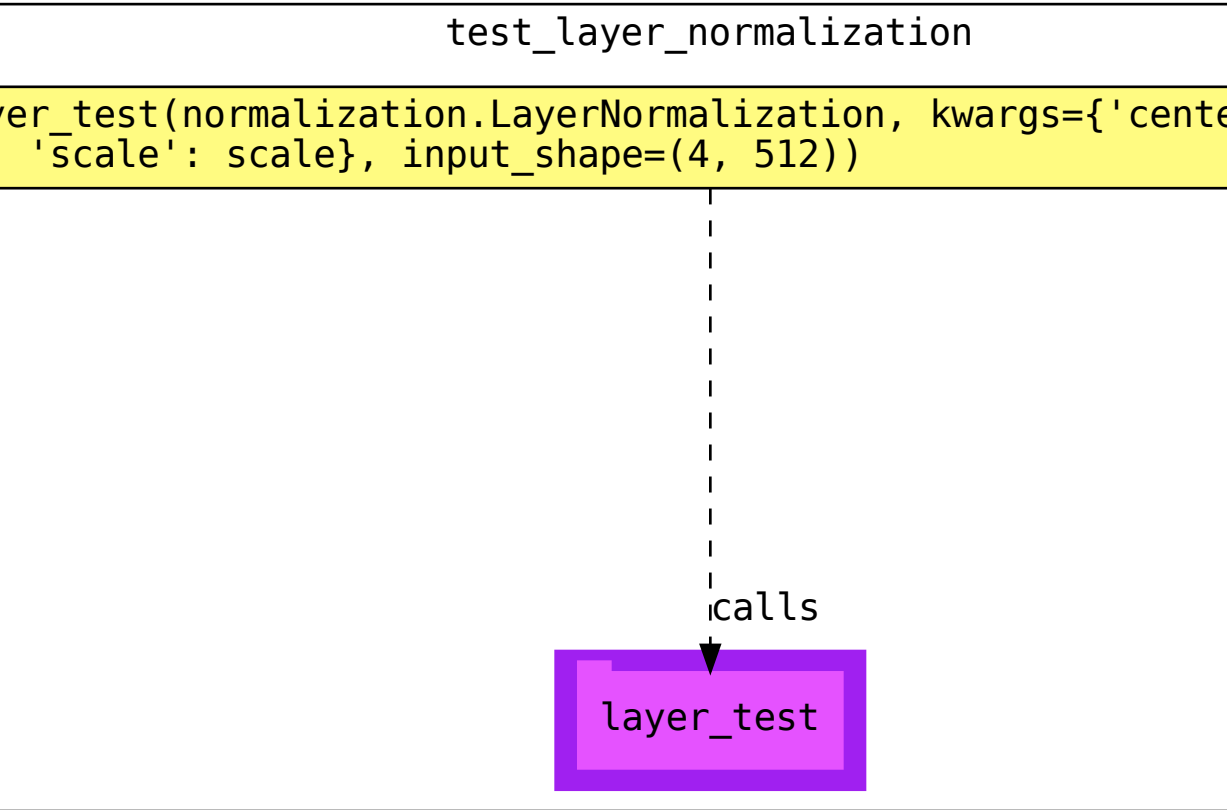 test_layer_normalization
yer_test(normalization.LayerNormalization, kwargs={'cente
'scale': scale}, input_shape=(4, 512))
calls
layer_test